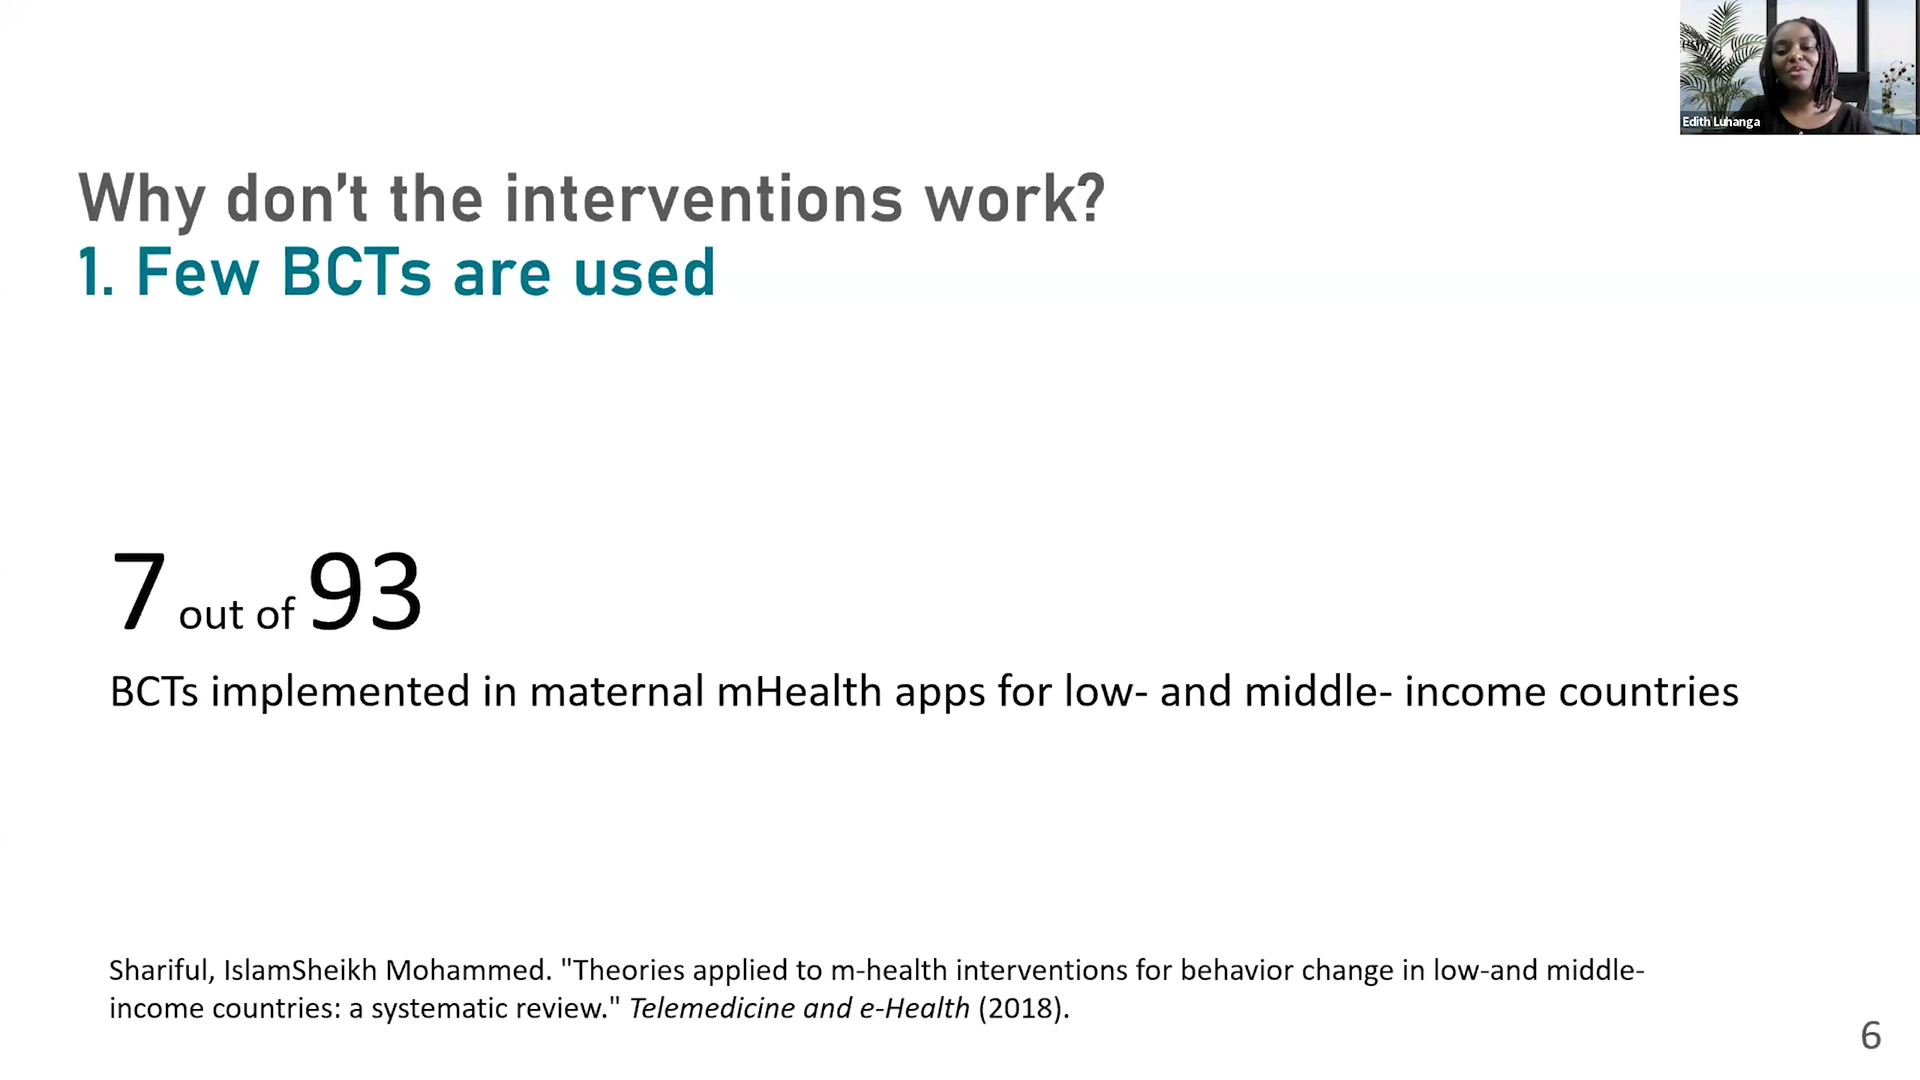 Edith Luhanga
Why don't the interventions work?
1. Few BCTs are used
7 out of 93
BCTs implemented in maternal mHealth apps for low- and middle- income countries
Shariful, IslamSheikh Mohammed. "Theories applied to m-health interventions for behavior change in low-and middle-
income countries: a systematic review." Telemedicine and e-Health (2018).
6